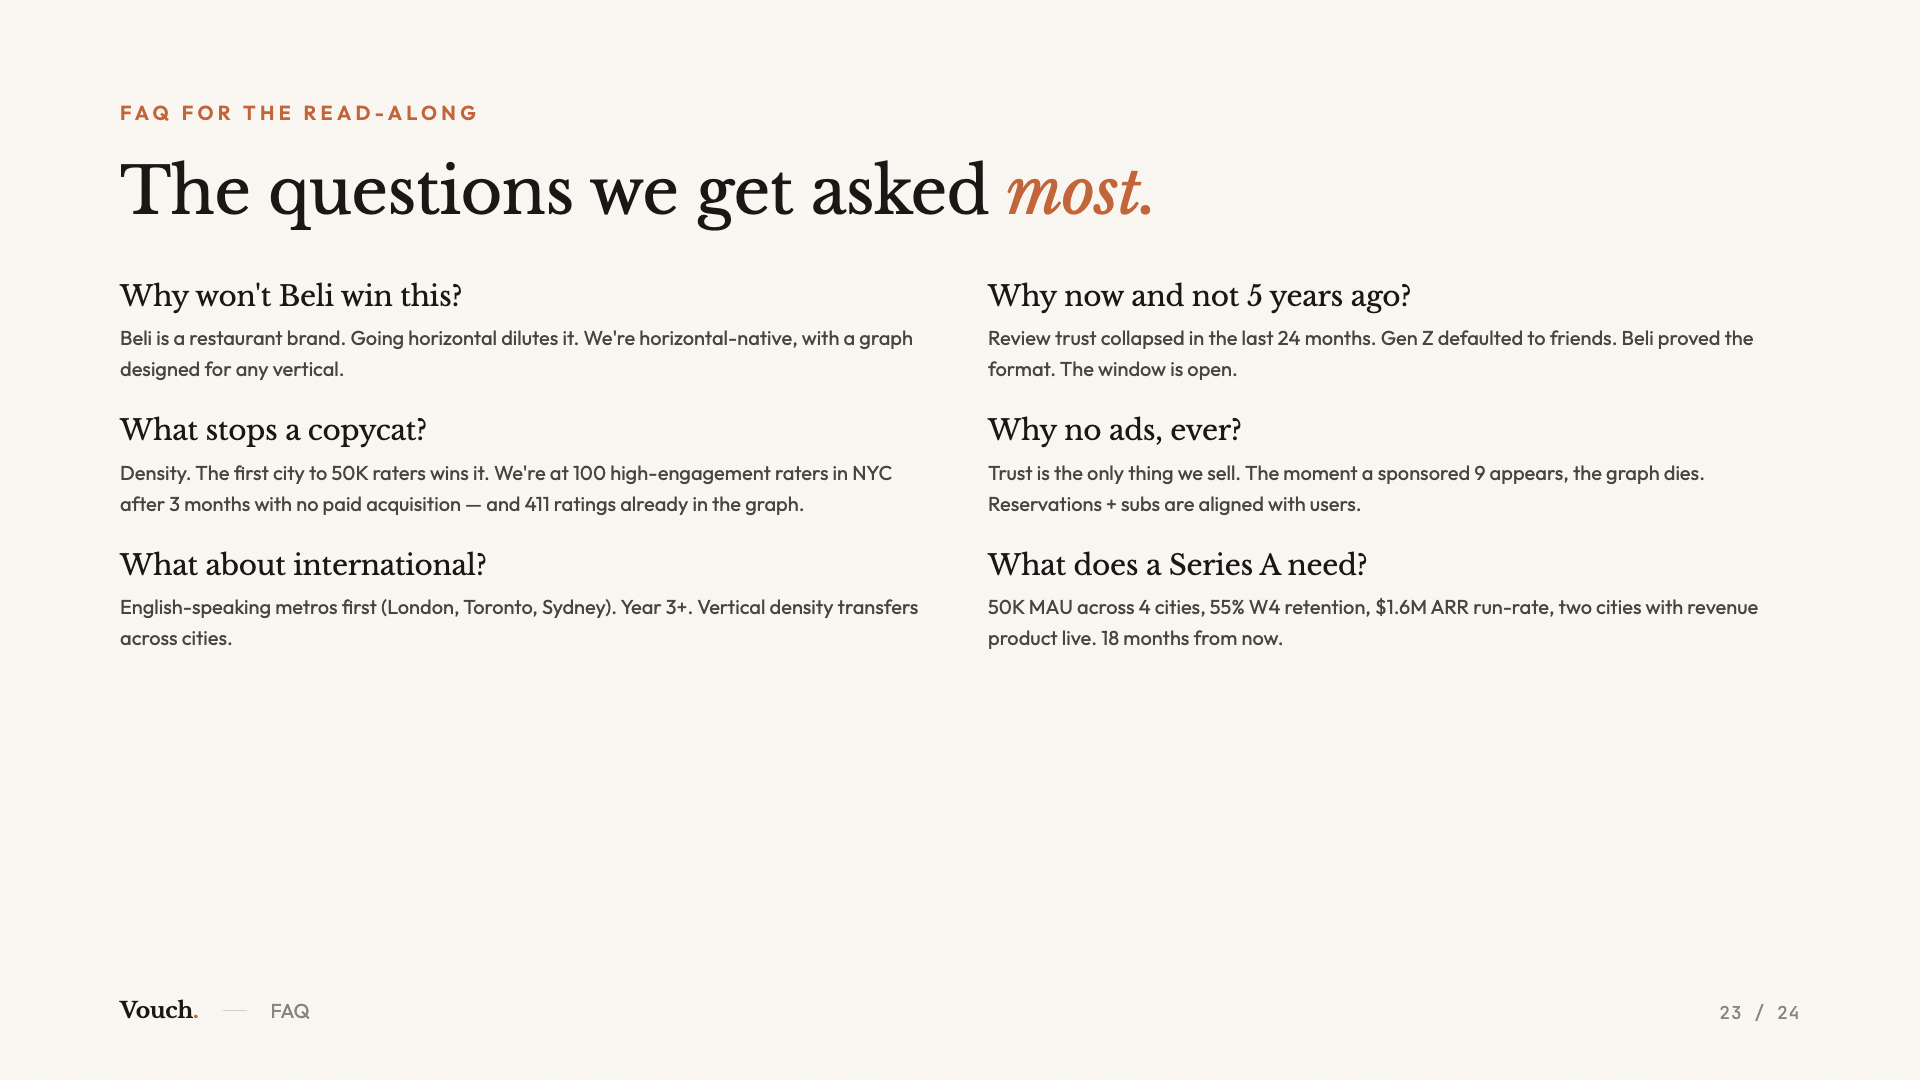 FAQ FOR THE READ-ALONG
The questions we get asked most.
Why won't Beli win this?
Beli is a restaurant brand. Going horizontal dilutes it. We're horizontal-native, with a graph
designed for any vertical.
Why now and not 5 years ago?
Review trust collapsed in the last 24 months. Gen Z defaulted to friends. Beli proved the
format. The window is open.
What stops a copycat?
Density. The first city to 50K raters wins it. We're at 100 high-engagement raters in NYC
after 3 months with no paid acquisition — and 411 ratings already in the graph.
Why no ads, ever?
Trust is the only thing we sell. The moment a sponsored 9 appears, the graph dies.
Reservations + subs are aligned with users.
What about international?
English-speaking metros first (London, Toronto, Sydney). Year 3+. Vertical density transfers
across cities.
What does a Series A need?
50K MAU across 4 cities, 55% W4 retention, $1.6M ARR run-rate, two cities with revenue
product live. 18 months from now.
Vouch. — FAQ
23 / 24